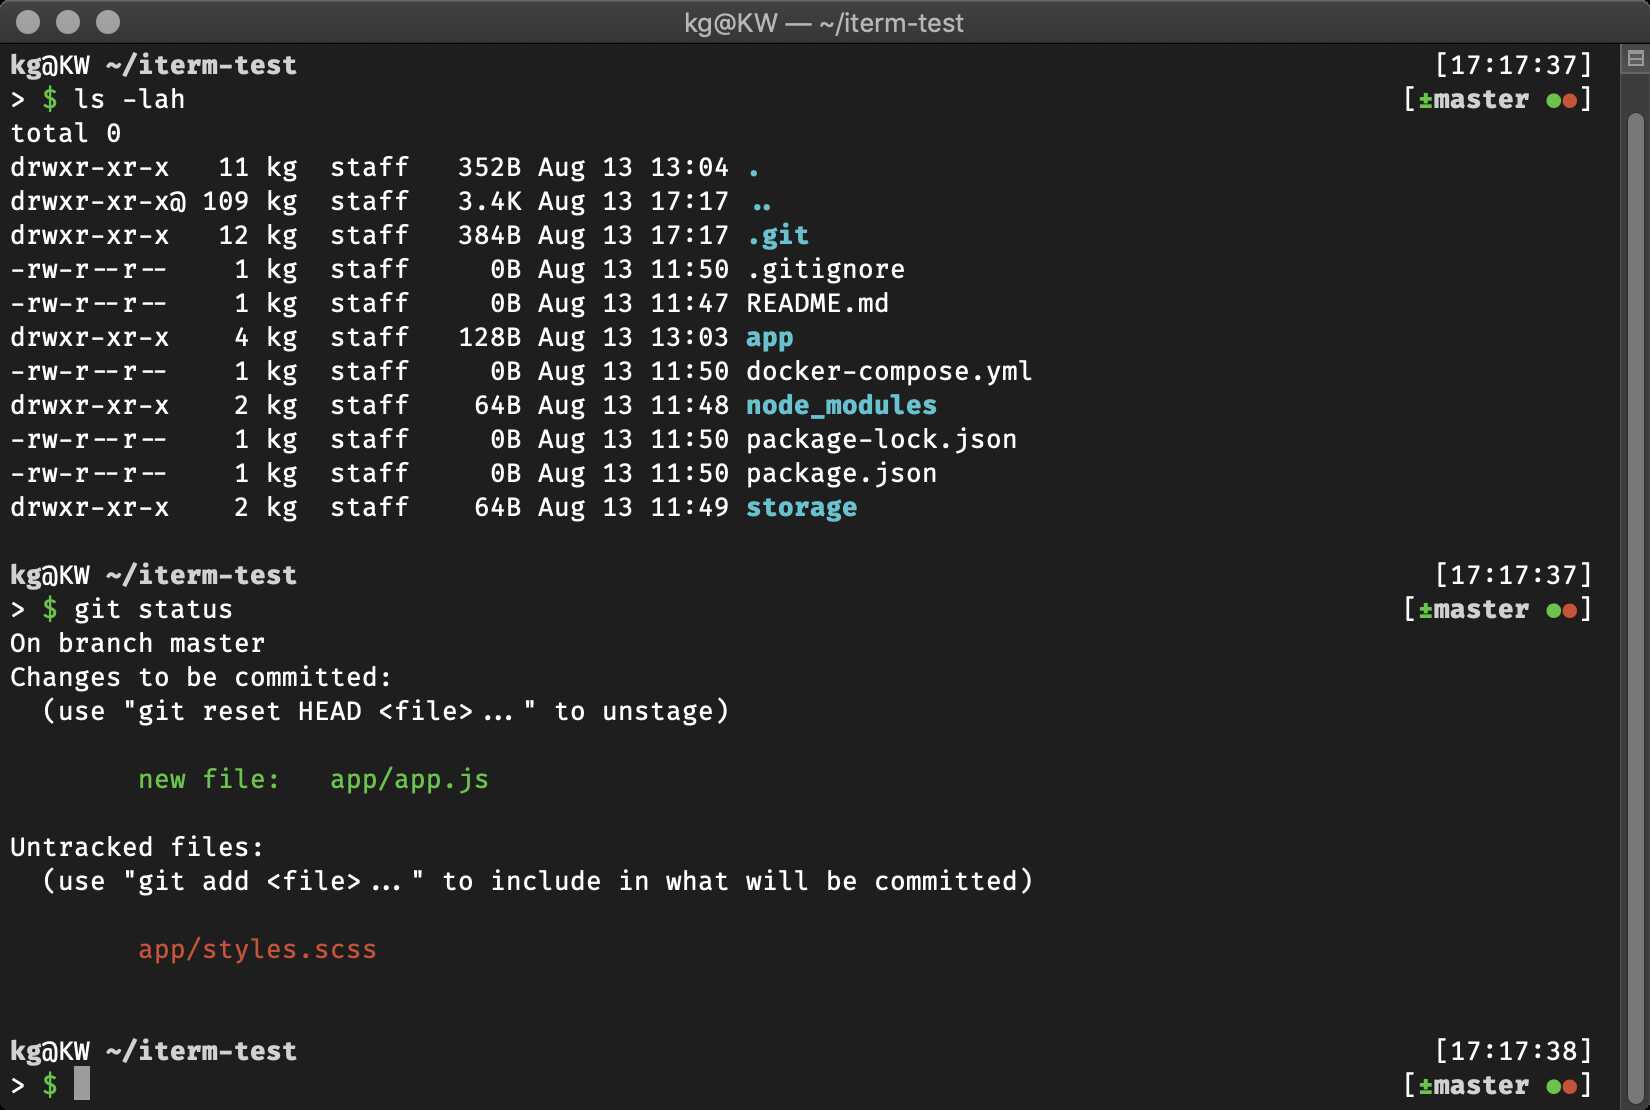 kg@KW — ~/iterm-test
kg@KW ~/iterm-test [17:17:37]
> $ ls -lah [±master ●●]
total 0
drwxr-xr-x   11 kg  staff   352B Aug 13 13:04 .
drwxr-xr-x@ 109 kg  staff   3.4K Aug 13 17:17 ..
drwxr-xr-x   12 kg  staff   384B Aug 13 17:17 .git
-rw-r--r--    1 kg  staff     0B Aug 13 11:50 .gitignore
-rw-r--r--    1 kg  staff     0B Aug 13 11:47 README.md
drwxr-xr-x    4 kg  staff   128B Aug 13 13:03 app
-rw-r--r--    1 kg  staff     0B Aug 13 11:50 docker-compose.yml
drwxr-xr-x    2 kg  staff    64B Aug 13 11:48 node_modules
-rw-r--r--    1 kg  staff     0B Aug 13 11:50 package-lock.json
-rw-r--r--    1 kg  staff     0B Aug 13 11:50 package.json
drwxr-xr-x    2 kg  staff    64B Aug 13 11:49 storage
kg@KW ~/iterm-test [17:17:37]
> $ git status [±master ●●]
On branch master
Changes to be committed:
  (use "git reset HEAD <file>..." to unstage)
        new file:   app/app.js
Untracked files:
  (use "git add <file>..." to include in what will be committed)
        app/styles.scss
kg@KW ~/iterm-test [17:17:38]
> $ [±master ●●]